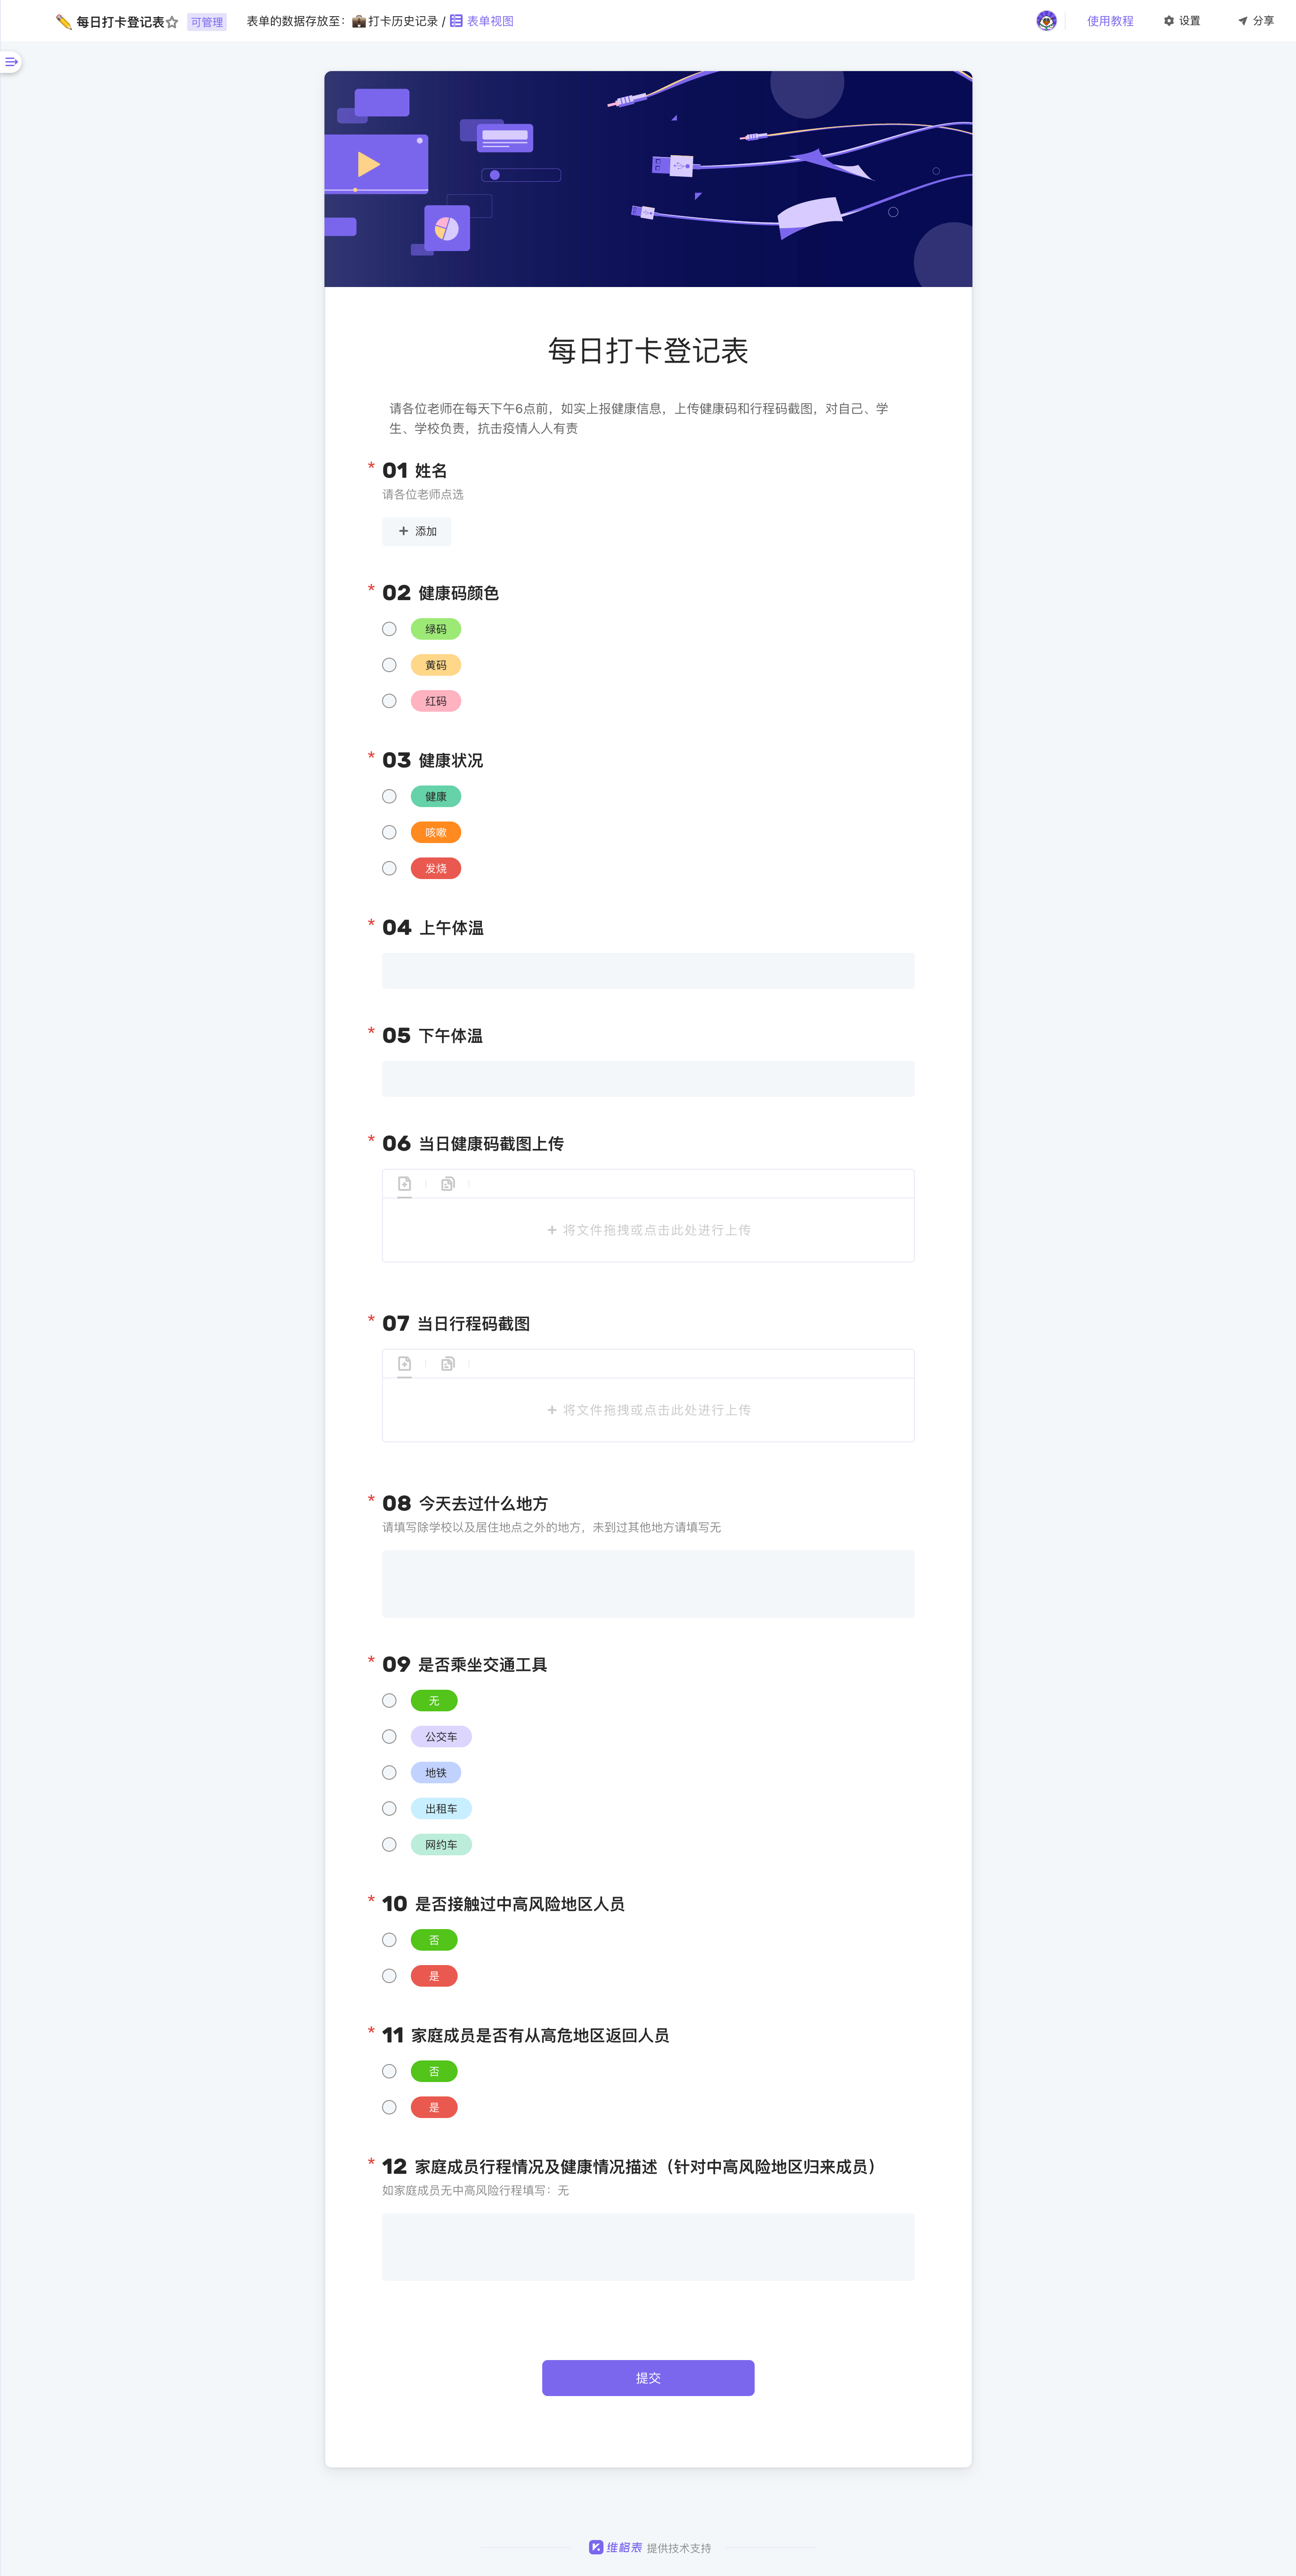 每日打卡登记表 可管理 表单的数据存放至：打卡历史记录 / 表单视图 使用教程 设置 分享
每日打卡登记表
请各位老师在每天下午6点前，如实上报健康信息，上传健康码和行程码截图，对自己、学
生、学校负责，抗击疫情人人有责
* 01 姓名
请各位老师点选
+ 添加
* 02 健康码颜色
绿码
黄码
红码
* 03 健康状况
健康
咳嗽
发烧
* 04 上午体温
* 05 下午体温
* 06 当日健康码截图上传
+ 将文件拖拽或点击此处进行上传
* 07 当日行程码截图
+ 将文件拖拽或点击此处进行上传
* 08 今天去过什么地方
请填写除学校以及居住地点之外的地方，未到过其他地方请填写无
* 09 是否乘坐交通工具
无
公交车
地铁
出租车
网约车
* 10 是否接触过中高风险地区人员
否
是
* 11 家庭成员是否有从高危地区返回人员
否
是
* 12 家庭成员行程情况及健康情况描述（针对中高风险地区归来成员）
如家庭成员无中高风险行程填写：无
提交
维格表 提供技术支持